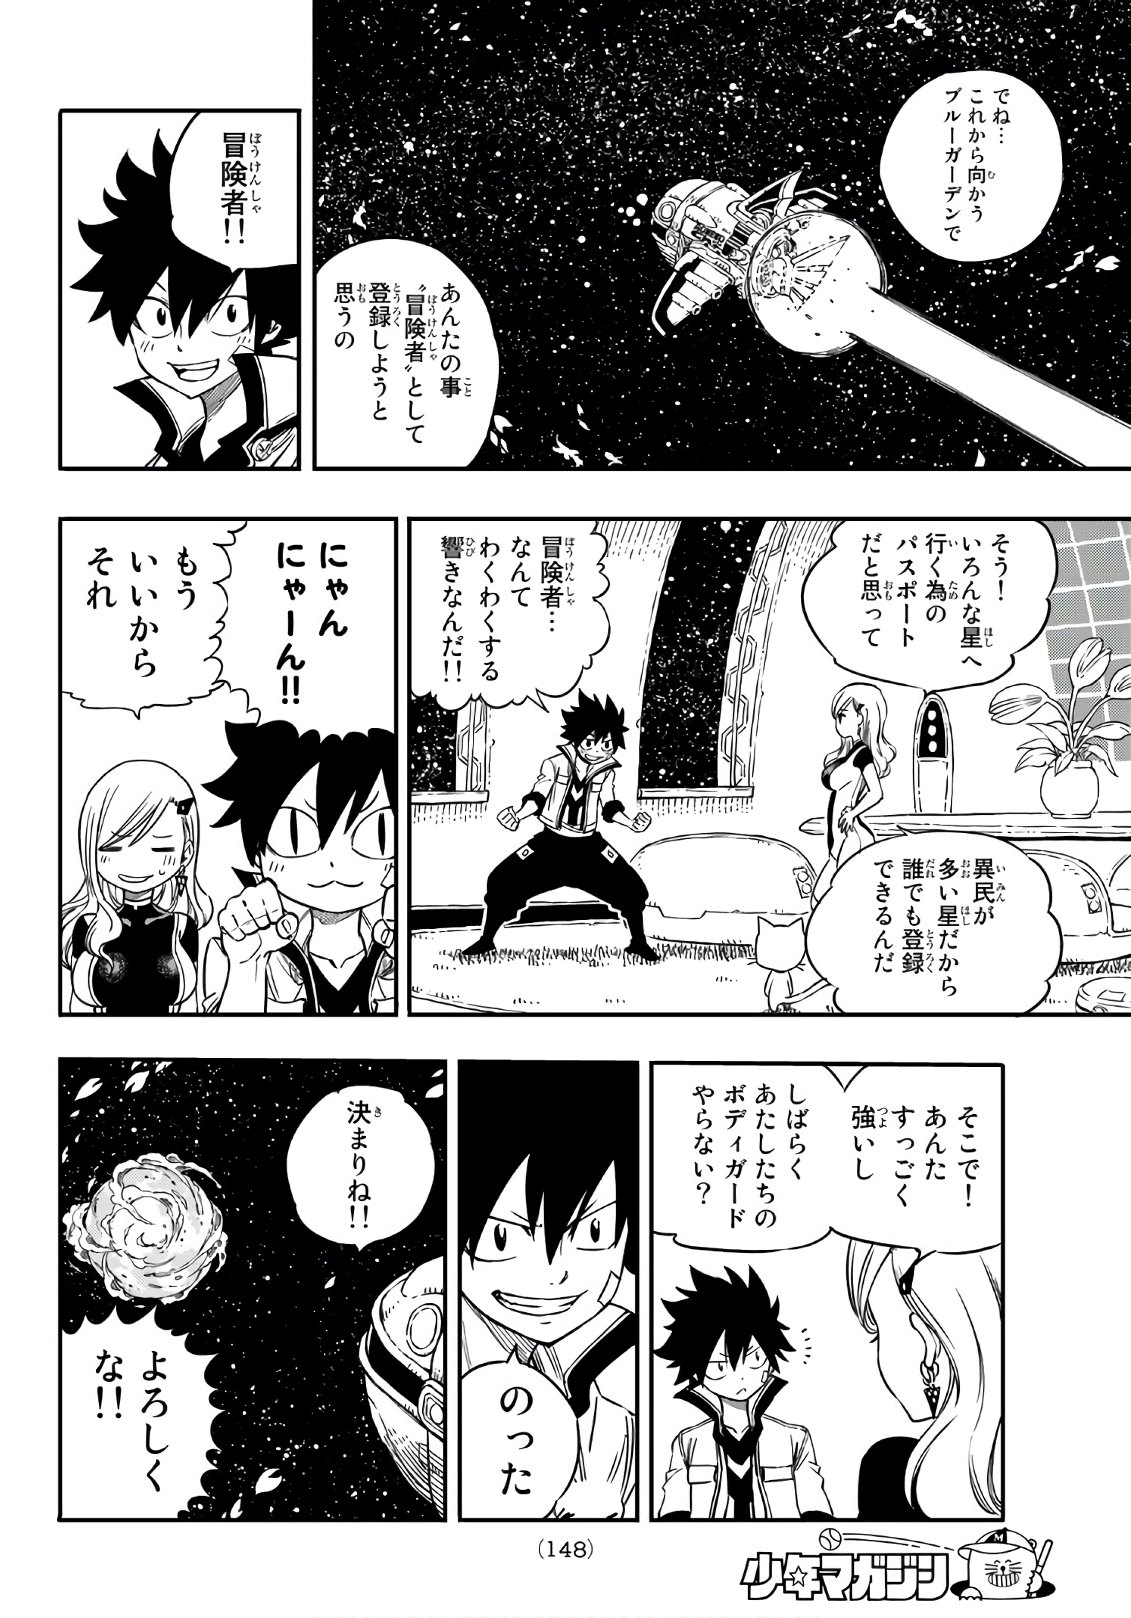 でね…
これから向かう
ブルーガーデンで
あんたの事
〝冒険者〟として
登録しようと
思うの
冒険者!!
そう!
いろんな星へ
行く為の
パスポート
だと思って
異民が
多い星だから
誰でも登録
できるんだ
冒険者…
なんて
わくわくする
響きなんだ!!
にゃん
にゃーん!!
もう
いいから
それ
そこで!
あんた
すっごく
強いし
しばらく
あたしたちの
ボディガード
やらない?
のった
決まりね!!
よろしく
な!!
(148)
少年マガジン
M